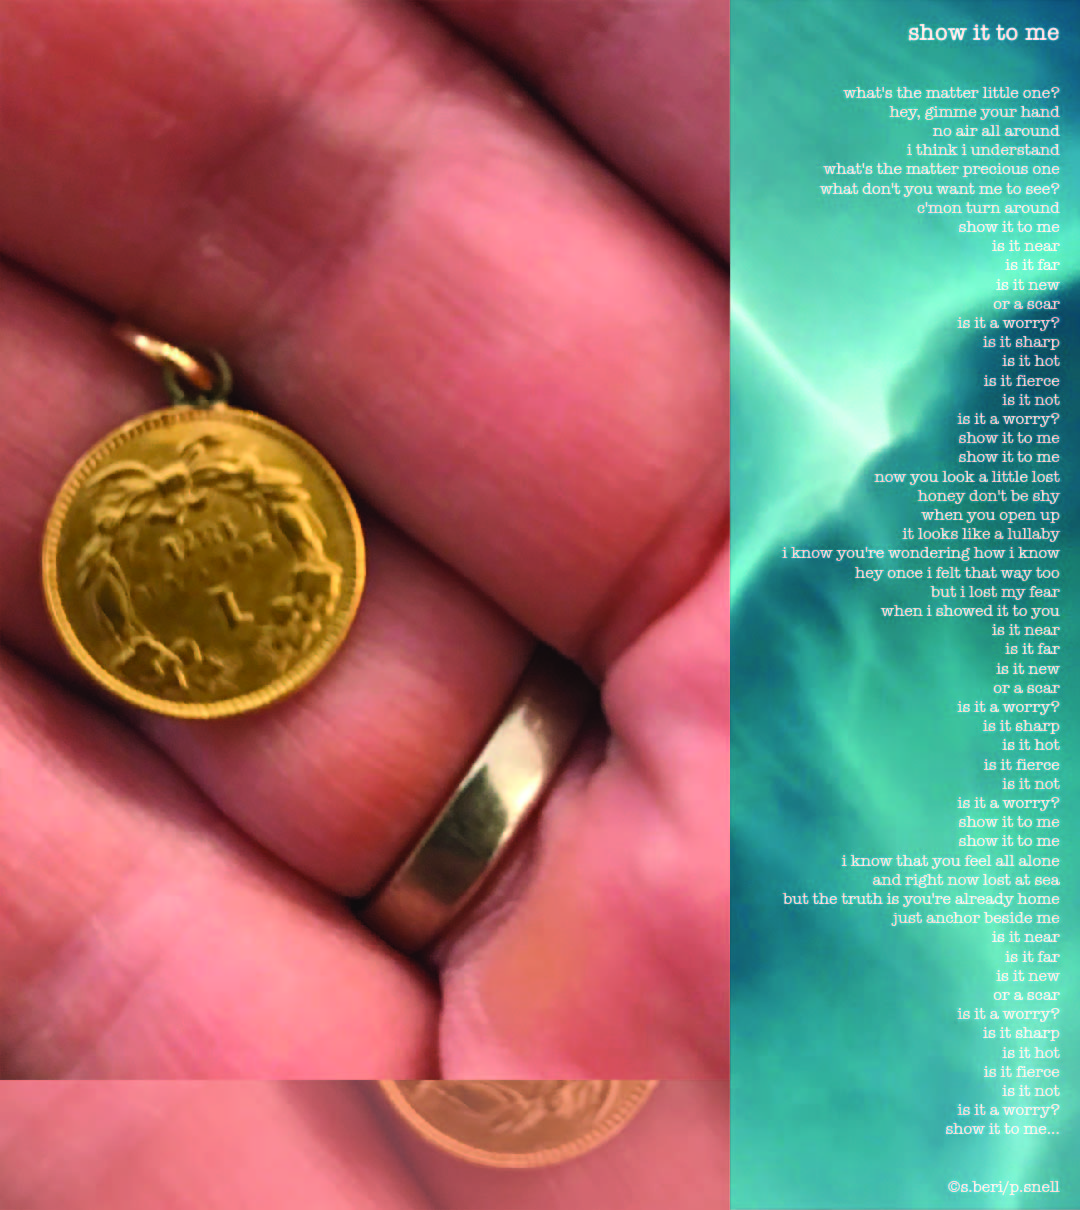 show it to me
what's the matter little one?
hey, gimme your hand
no air all around
i think i understand
what's the matter precious one
what don't you want me to see?
c'mon turn around
show it to me
is it near
is it far
is it new
or a scar
is it a worry?
is it sharp
is it hot
is it fierce
is it not
is it a worry?
show it to me
show it to me
now you look a little lost
honey don't be shy
when you open up
it looks like a lullaby
i know you're wondering how i know
hey once i felt that way too
but i lost my fear
when i showed it to you
is it near
is it far
is it new
or a scar
is it a worry?
is it sharp
is it hot
is it fierce
is it not
is it a worry?
show it to me
show it to me
i know that you feel all alone
and right now lost at sea
but the truth is you're already home
just anchor beside me
is it near
is it far
is it new
or a scar
is it a worry?
is it sharp
is it hot
is it fierce
is it not
is it a worry?
show it to me...
©s.beri/p.snell